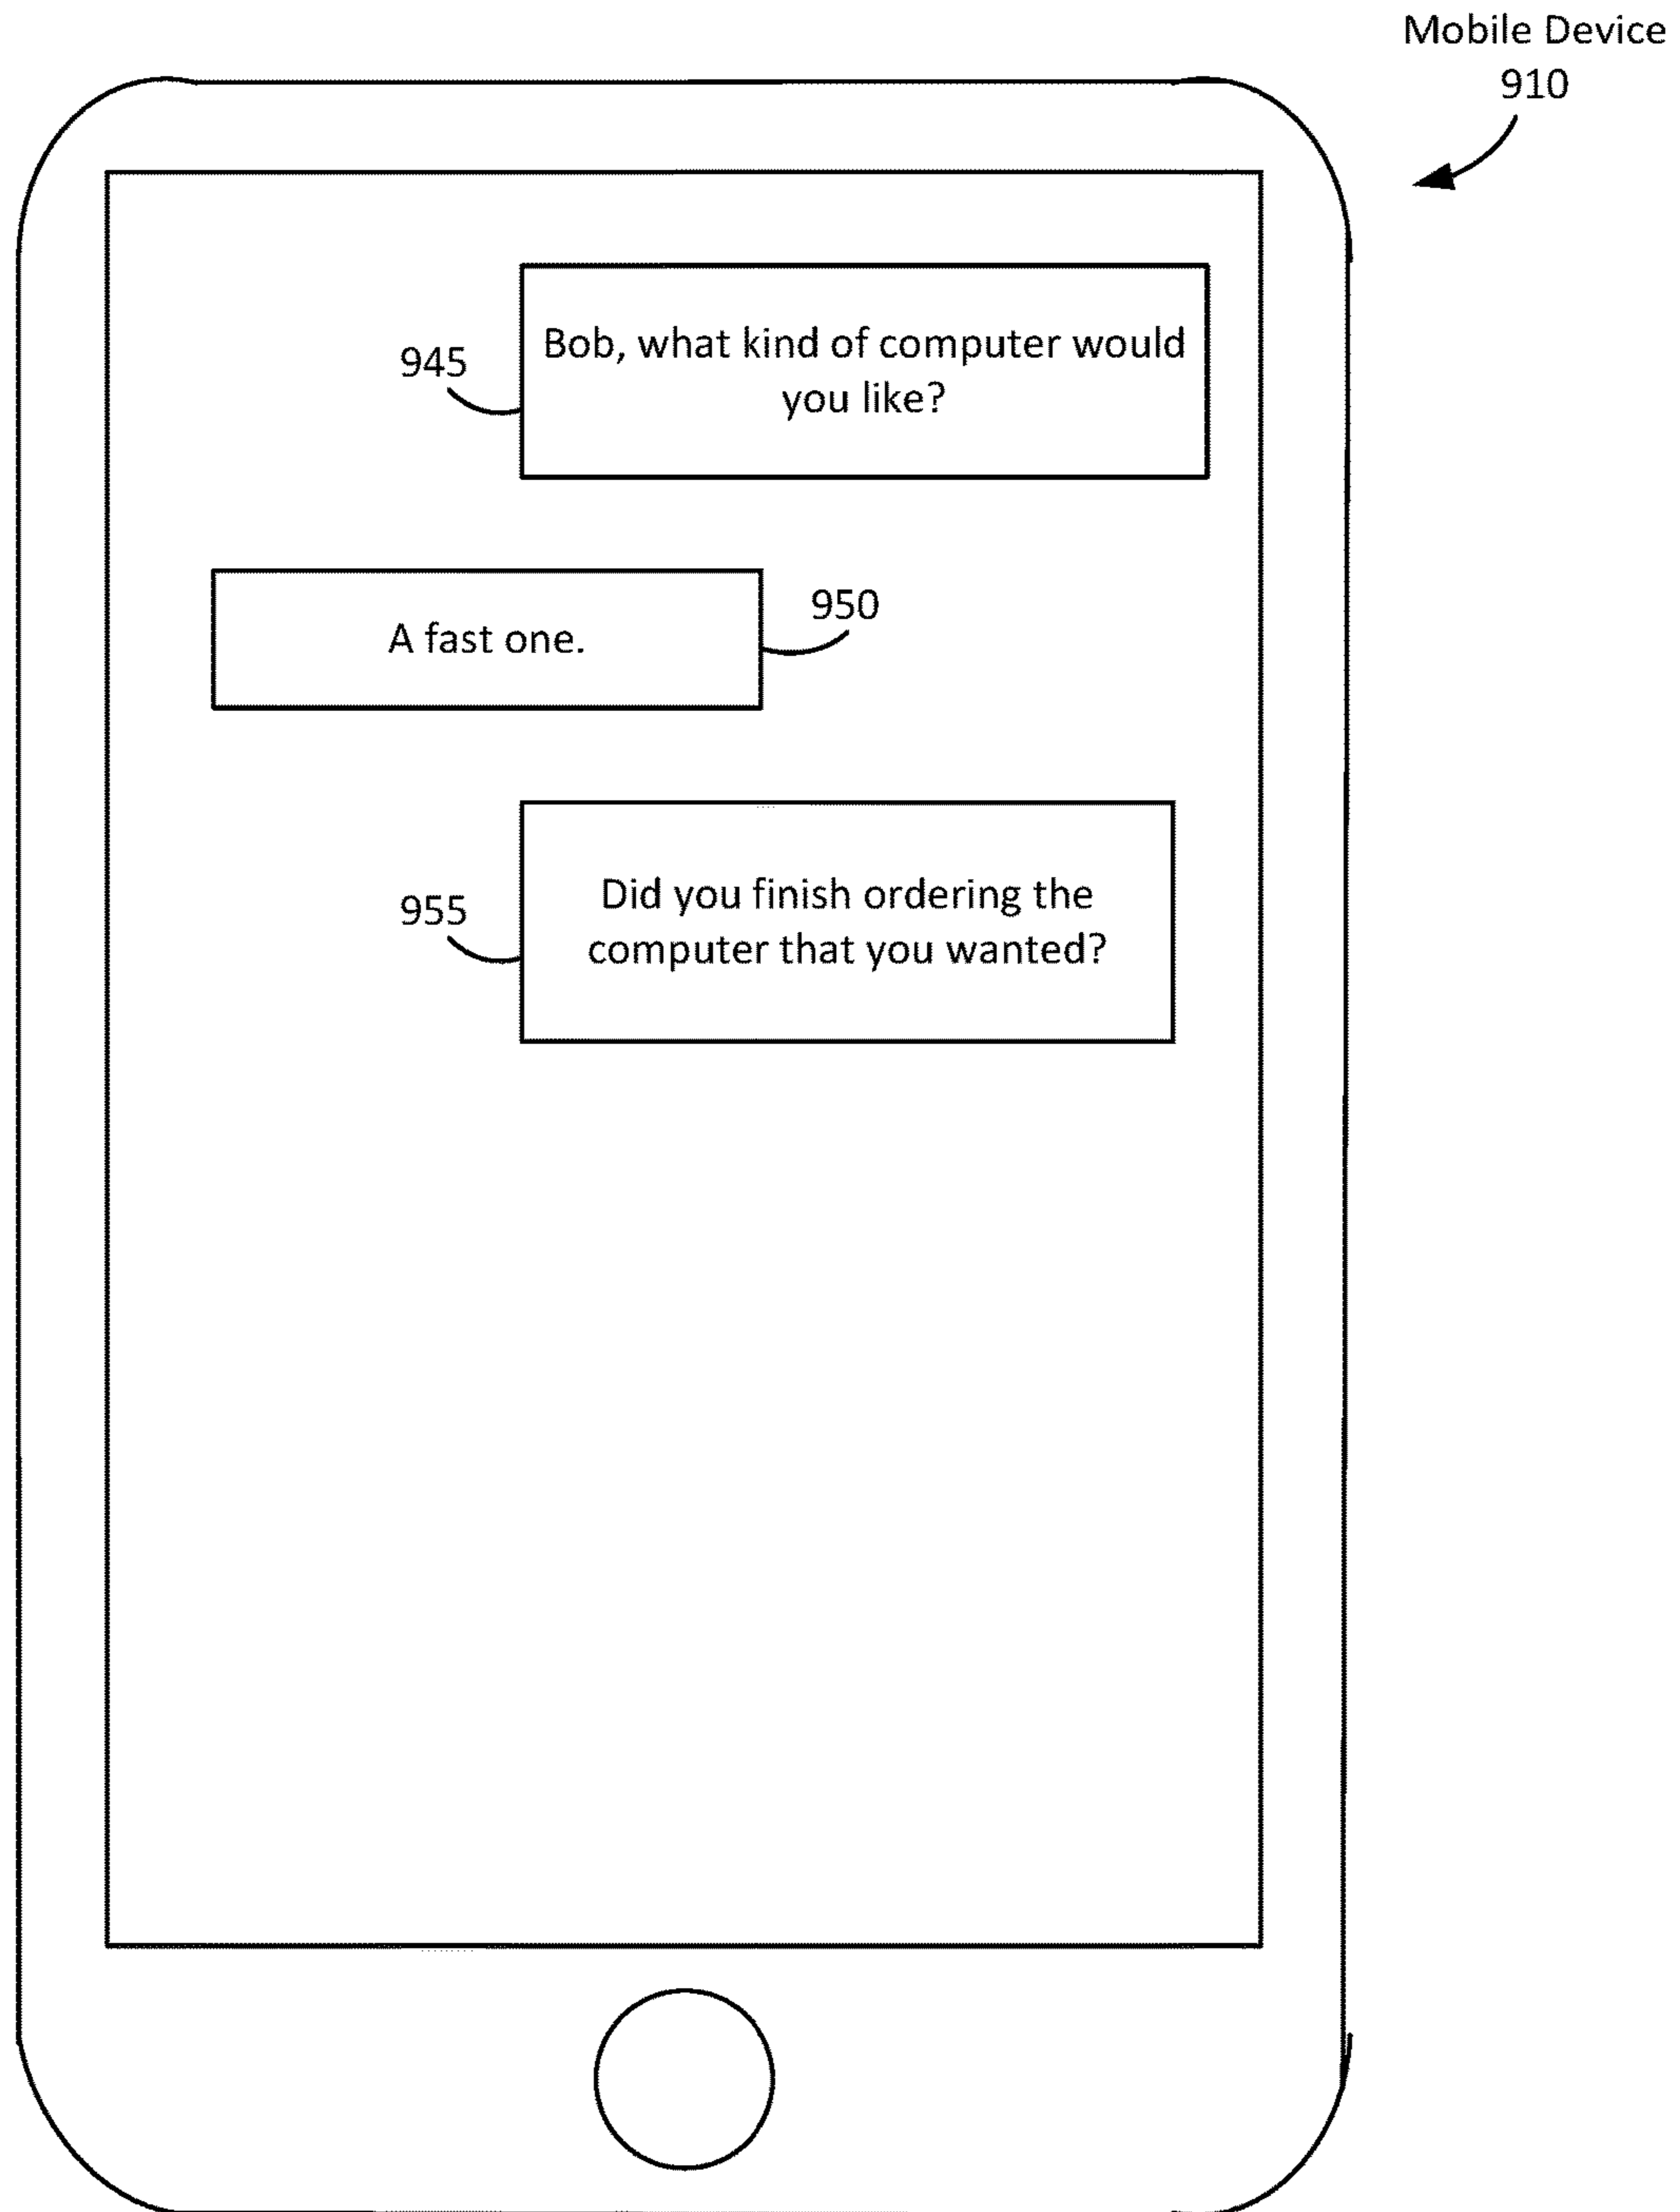 Mobile Device
910
945
Bob, what kind of computer would
you like?
A fast one.
950
955
Did you finish ordering the
computer that you wanted?